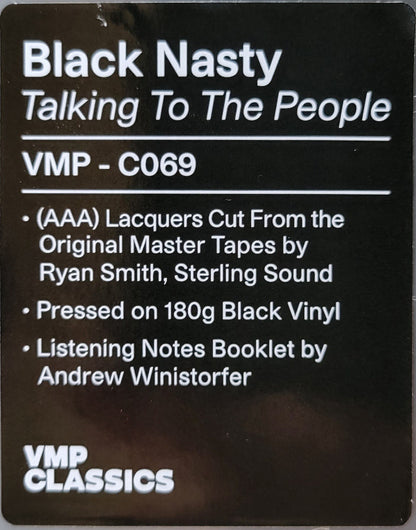 Black Nasty
Talking To The People
VMP - C069
• (AAA) Lacquers Cut From the
Original Master Tapes by
Ryan Smith, Sterling Sound
• Pressed on 180g Black Vinyl
• Listening Notes Booklet by
Andrew Winistorfer
VMP
CLASSICS